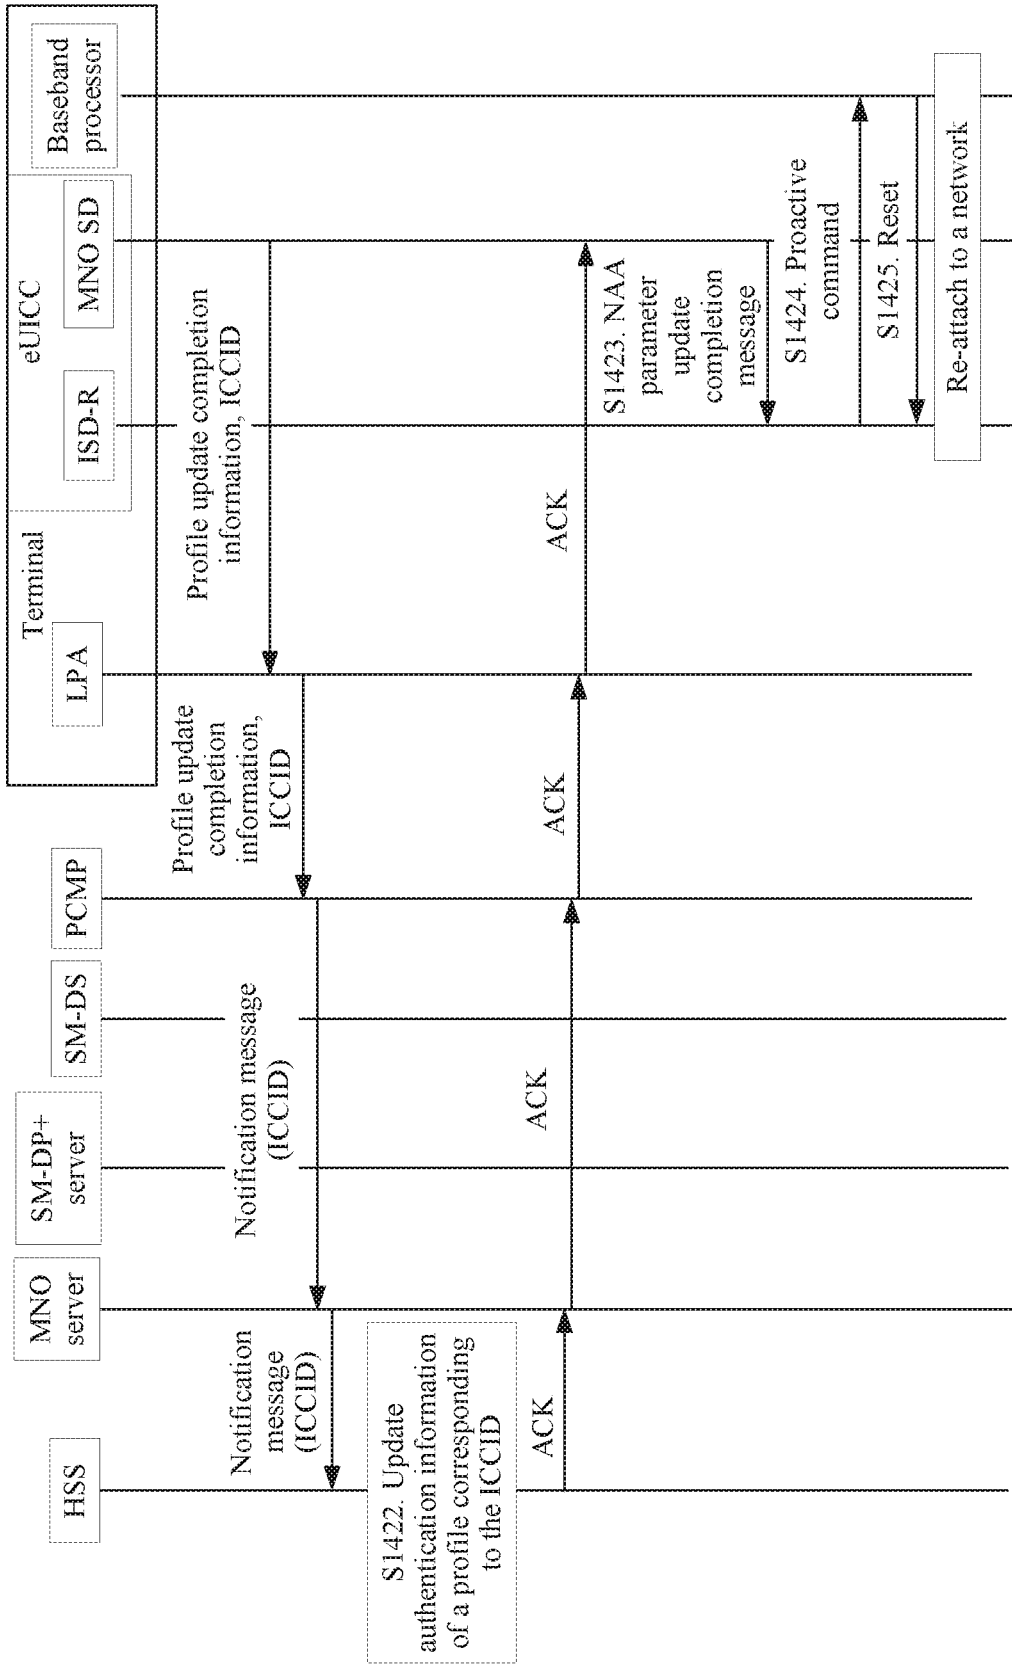 HSS
MNO
server
SM-DP+
server
SM-DS
PCMP
Terminal
LPA
eUICC
ISD-R
MNO SD
Baseband
processor
Profile update completion
information, ICCID
Profile update
completion
information,
ICCID
Notification message
(ICCID)
Notification
message
(ICCID)
S1422. Update
authentication information
of a profile corresponding
to the ICCID
ACK
ACK
ACK
ACK
S1423. NAA
parameter
update
completion
message
S1424. Proactive
command
S1425. Reset
Re-attach to a network